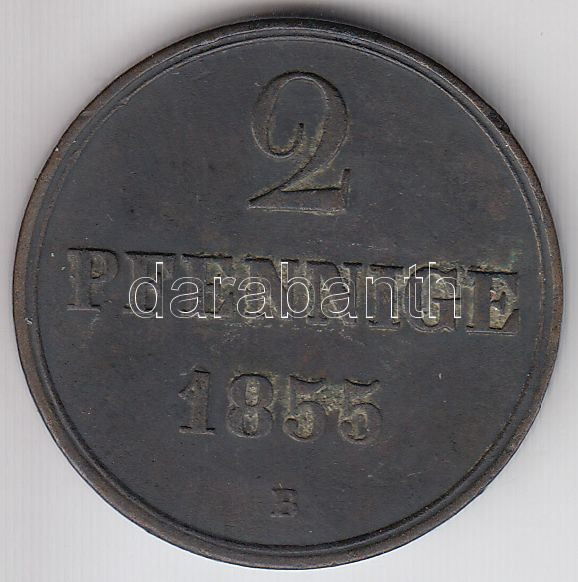 2
PFENNIGE
darabanth
1855
B